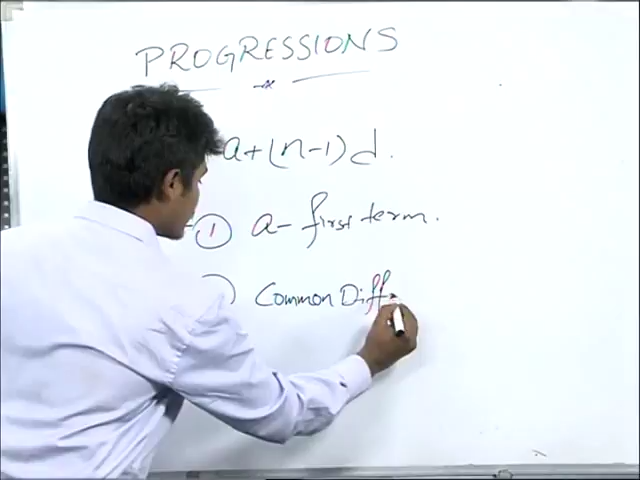 PROGRESSIONS
a+(n-1)d.
1 a- first term.
Common Diff